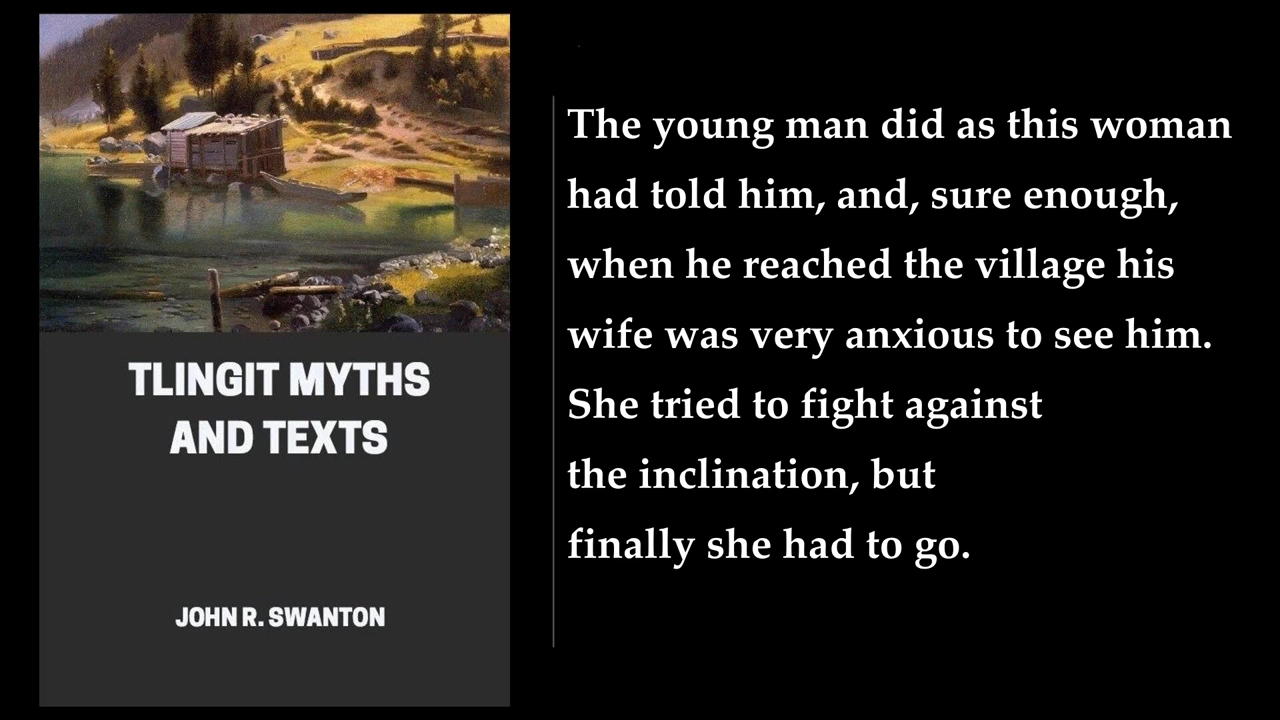 TLINGIT MYTHS
AND TEXTS
JOHN R. SWANTON
The young man did as this woman
had told him, and, sure enough,
when he reached the village his
wife was very anxious to see him.
She tried to fight against
the inclination, but
finally she had to go.